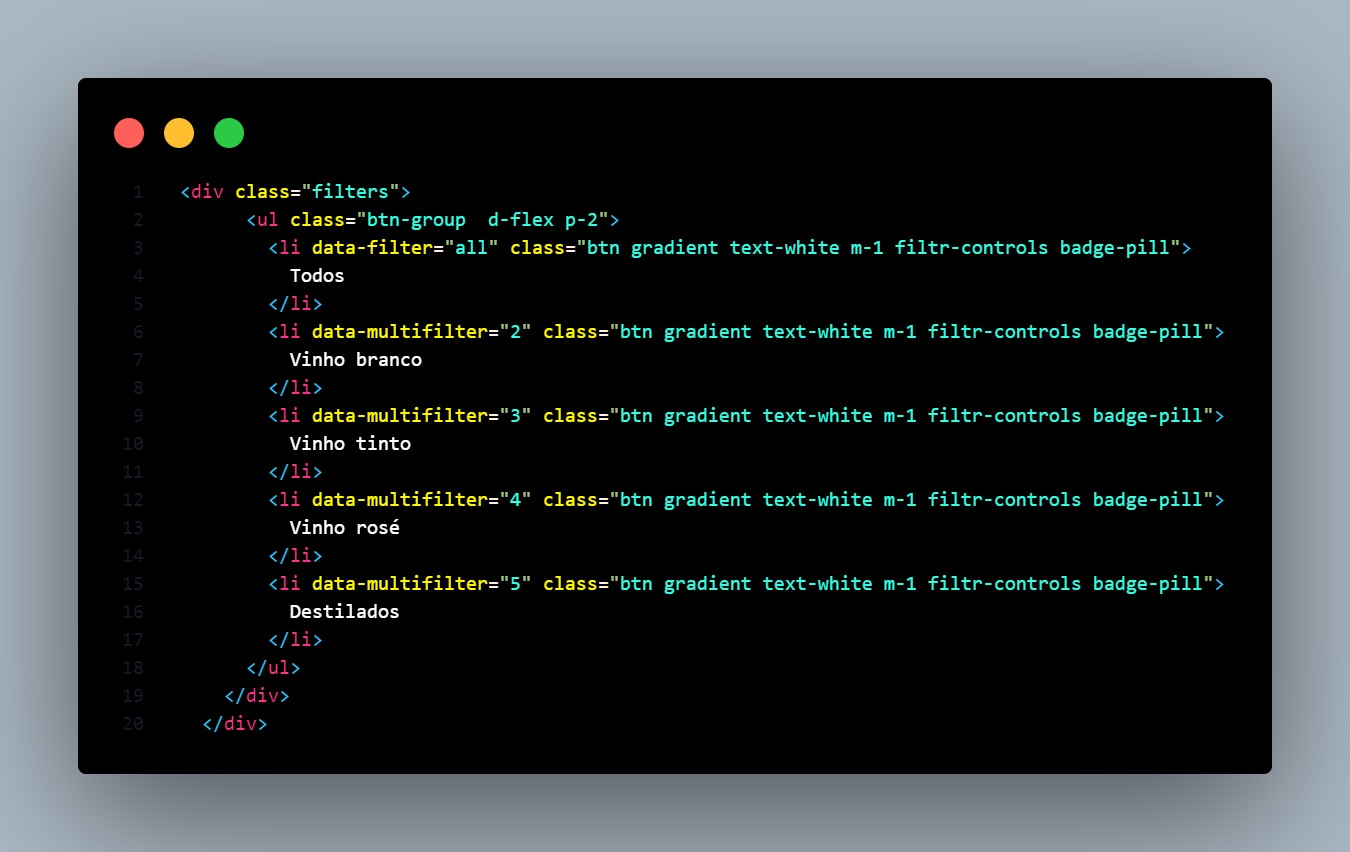 1 <div class="filters">
2 <ul class="btn-group  d-flex p-2">
3 <li data-filter="all" class="btn gradient text-white m-1 filtr-controls badge-pill">
4 Todos
5 </li>
6 <li data-multifilter="2" class="btn gradient text-white m-1 filtr-controls badge-pill">
7 Vinho branco
8 </li>
9 <li data-multifilter="3" class="btn gradient text-white m-1 filtr-controls badge-pill">
10 Vinho tinto
11 </li>
12 <li data-multifilter="4" class="btn gradient text-white m-1 filtr-controls badge-pill">
13 Vinho rosé
14 </li>
15 <li data-multifilter="5" class="btn gradient text-white m-1 filtr-controls badge-pill">
16 Destilados
17 </li>
18 </ul>
19 </div>
20 </div>